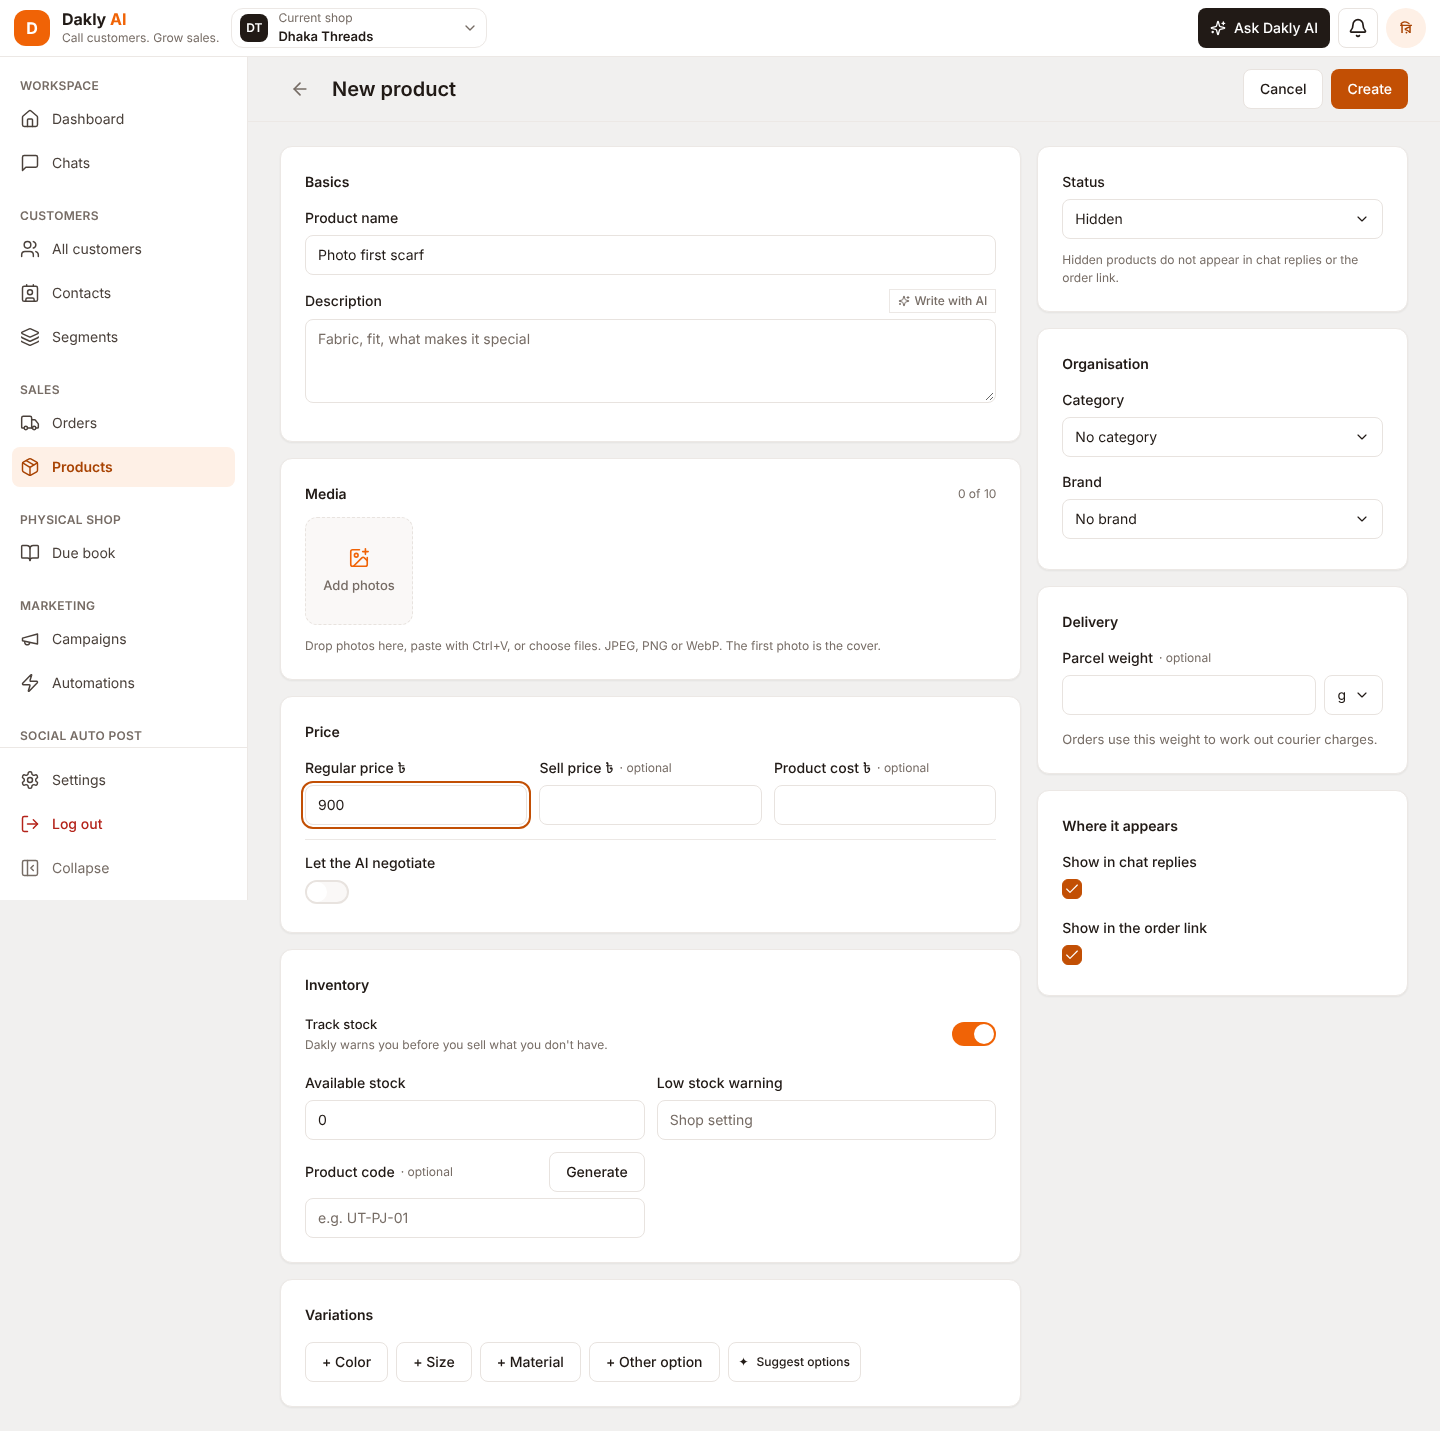 D
Dakly AI
Call customers. Grow sales.
DT
Current shop
Dhaka Threads
Ask Dakly AI
রি
WORKSPACE
Dashboard
Chats
CUSTOMERS
All customers
Contacts
Segments
SALES
Orders
Products
PHYSICAL SHOP
Due book
MARKETING
Campaigns
Automations
SOCIAL AUTO POST
Settings
Log out
Collapse
New product
Cancel
Create
Basics
Product name
Photo first scarf
Description
Write with AI
Fabric, fit, what makes it special
Media
0 of 10
Add photos
Drop photos here, paste with Ctrl+V, or choose files. JPEG, PNG or WebP. The first photo is the cover.
Price
Regular price ৳
Sell price ৳ · optional
Product cost ৳ · optional
900
Let the AI negotiate
Inventory
Track stock
Dakly warns you before you sell what you don't have.
Available stock
Low stock warning
0
Shop setting
Product code · optional
Generate
e.g. UT-PJ-01
Variations
+ Color
+ Size
+ Material
+ Other option
Suggest options
Status
Hidden
Hidden products do not appear in chat replies or the
order link.
Organisation
Category
No category
Brand
No brand
Delivery
Parcel weight · optional
g
Orders use this weight to work out courier charges.
Where it appears
Show in chat replies
Show in the order link